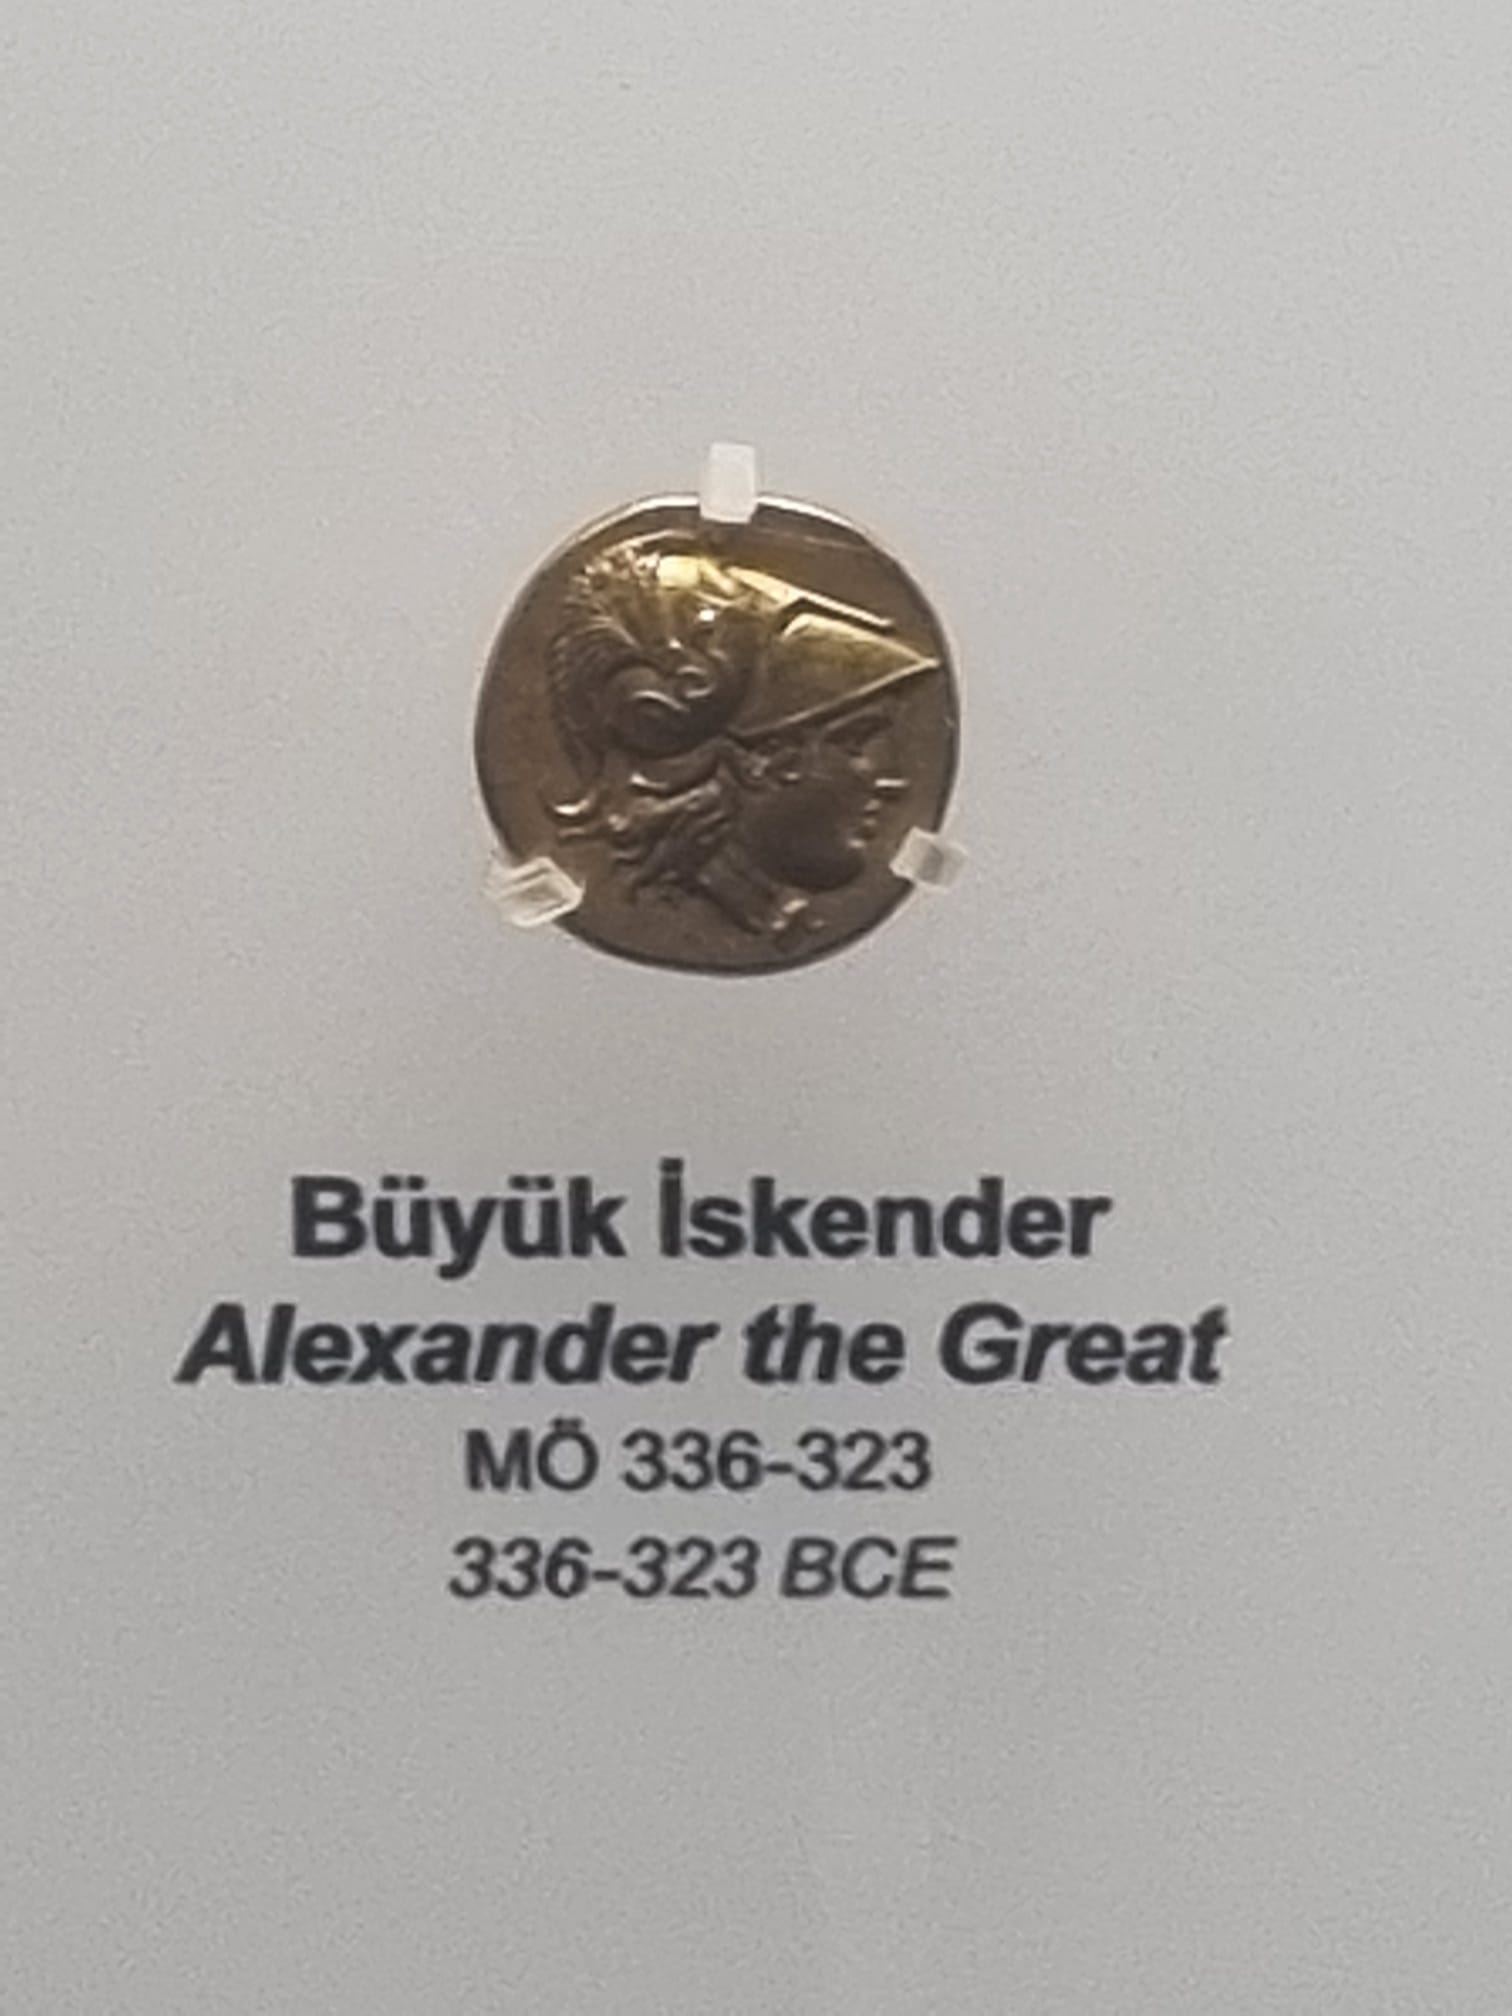 Büyük İskender
Alexander the Great
MÖ 336-323
336-323 BCE